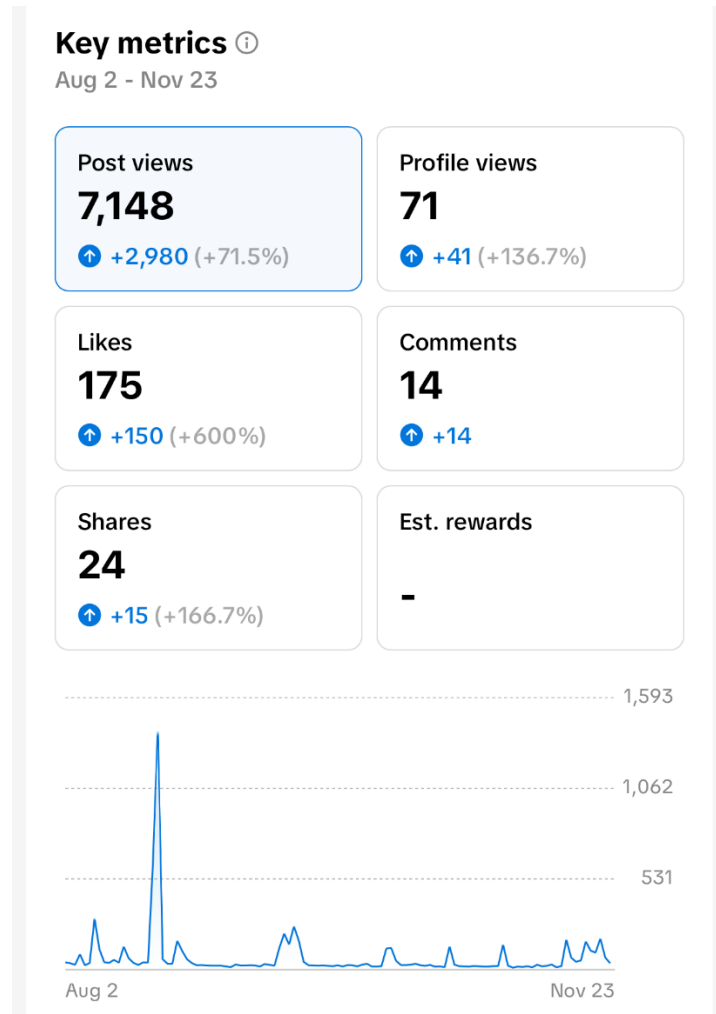 Key metrics
Aug 2 - Nov 23
Post views
7,148
+2,980 (+71.5%)
Profile views
71
+41 (+136.7%)
Likes
175
+150 (+600%)
Comments
14
+14
Shares
24
+15 (+166.7%)
Est. rewards
-
1,593
1,062
531
Aug 2
Nov 23